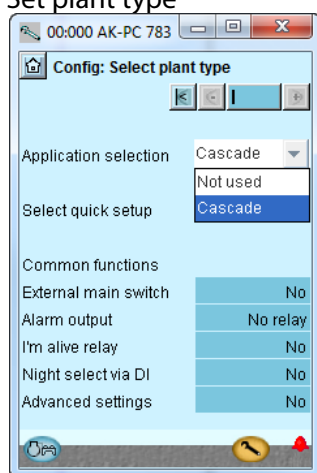 Set plant type
00:000 AK-PC 783
Config: Select plant type
Application selection Cascade
Not used
Select quick setup Cascade
Common functions
External main switch No
Alarm output No relay
I'm alive relay No
Night select via DI No
Advanced settings No